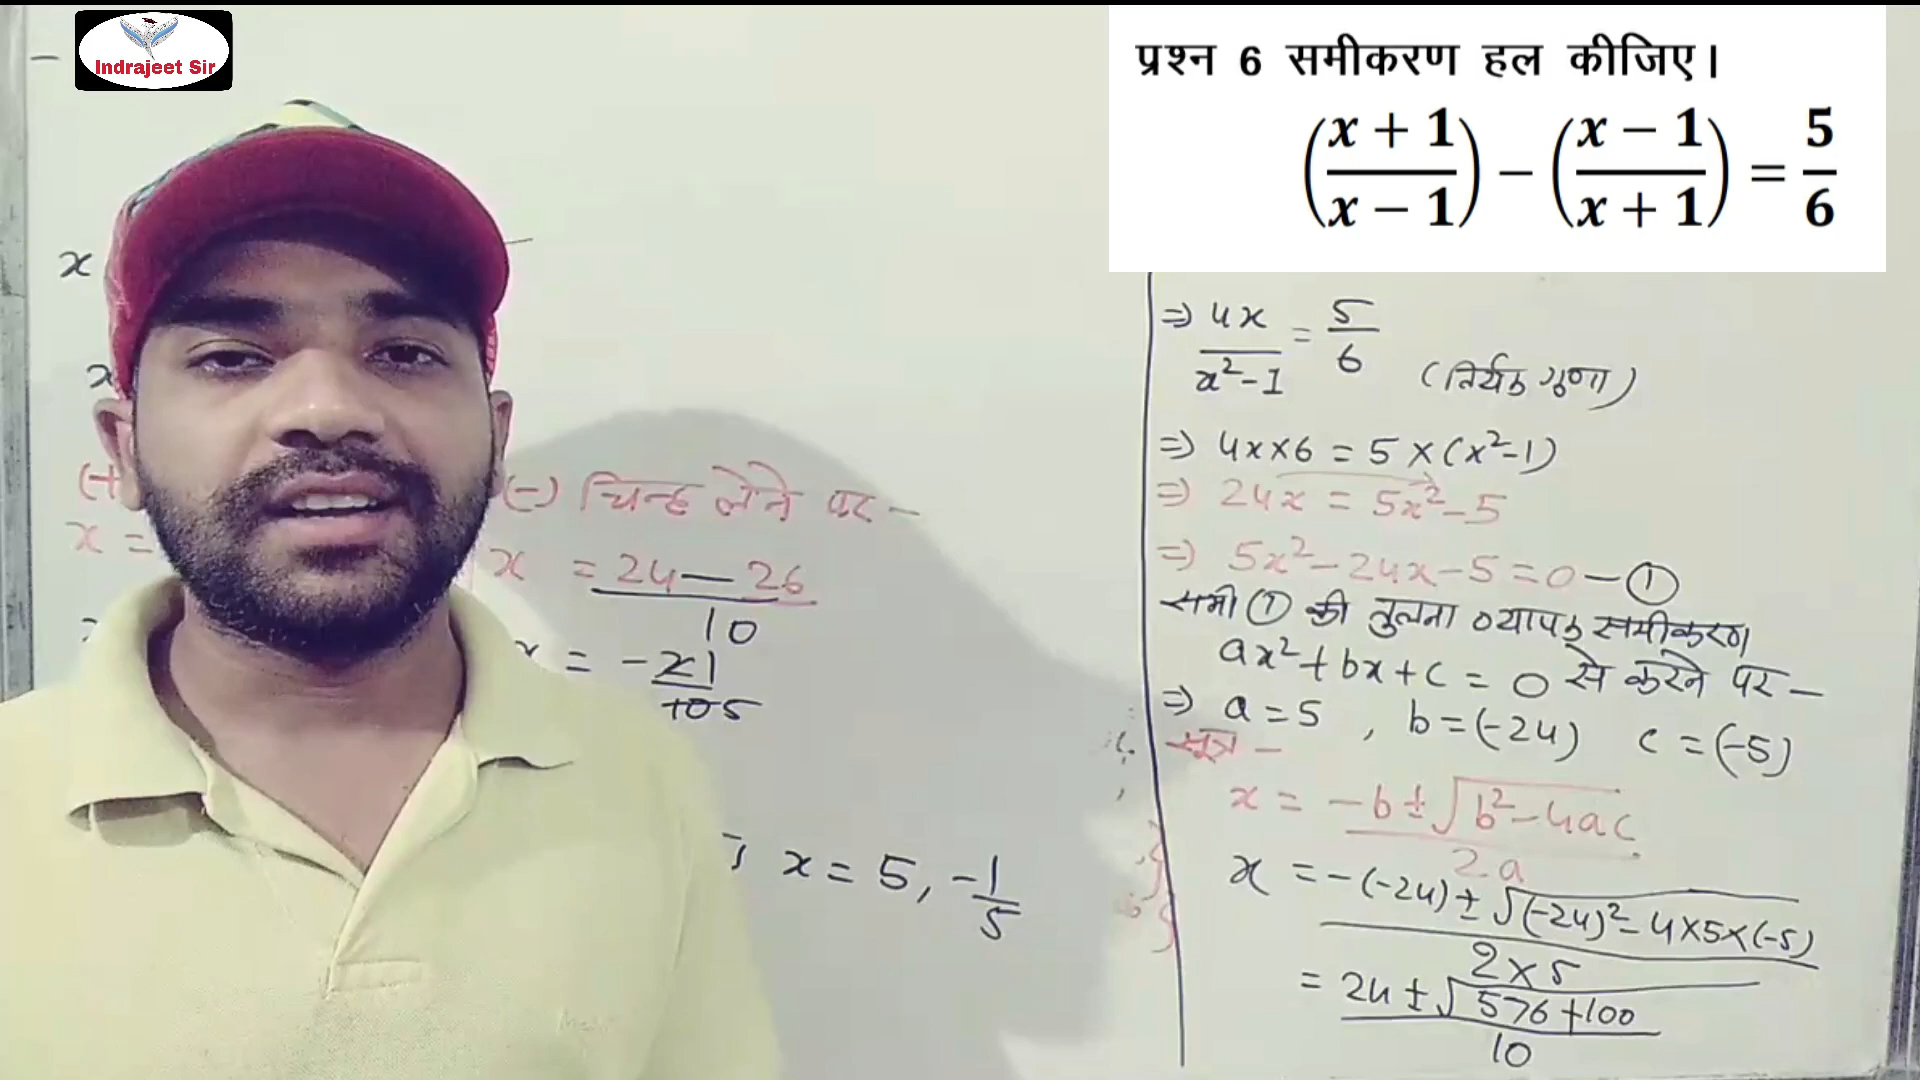 Indrajeet Sir
प्रश्न 6 समीकरण हल कीजिए।
(x + 1 / x − 1) − (x − 1 / x + 1) = 5/6
x
(+
x =
(-) चिन्ह लेने पर -
x = 24 - 26 / 10
= -21 / 105
x = 5, -1/5
⇒ 4x / x² - 1 = 5/6
(तिर्यक गुणा)
⇒ 4x×6 = 5×(x²-1)
⇒ 24x = 5x² - 5
⇒ 5x² - 24x - 5 = 0 - ①
समी ① की तुलना व्यापक समीकरण
ax² + bx + c = 0 से करने पर -
⇒ a = 5 , b = (-24) c = (-5)
सूत्र -
x = -b ± √b² - 4ac / 2a
x = -(-24) ± √(-24)² - 4×5×(-5) / 2×5
= 24 ± √576 + 100 / 10